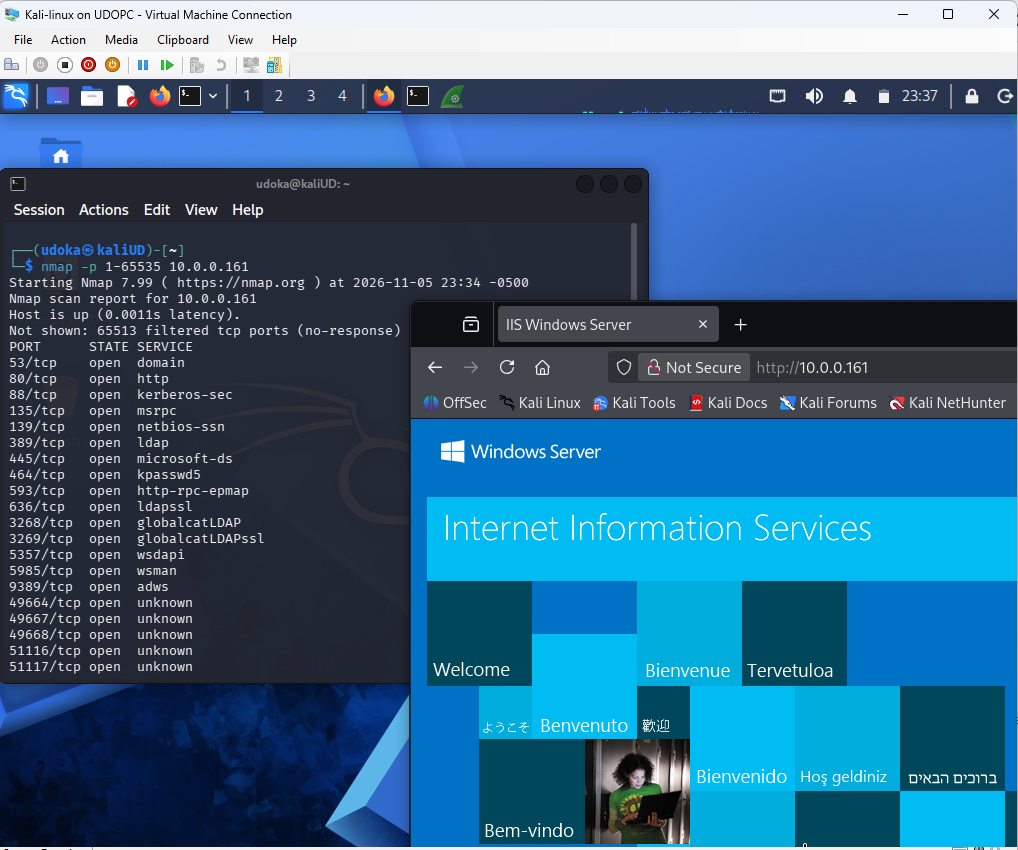 Kali-linux on UDOPC - Virtual Machine Connection
File Action Media Clipboard View Help
1 2 3 4 23:37
udoka@kaliUD: ~
Session Actions Edit View Help
┌──(udoka㉿kaliUD)-[~]
└─$ nmap -p 1-65535 10.0.0.161
Starting Nmap 7.99 ( https://nmap.org ) at 2026-11-05 23:34 -0500
Nmap scan report for 10.0.0.161
Host is up (0.0011s latency).
Not shown: 65513 filtered tcp ports (no-response)
PORT STATE SERVICE
53/tcp open domain
80/tcp open http
88/tcp open kerberos-sec
135/tcp open msrpc
139/tcp open netbios-ssn
389/tcp open ldap
445/tcp open microsoft-ds
464/tcp open kpasswd5
593/tcp open http-rpc-epmap
636/tcp open ldapssl
3268/tcp open globalcatLDAP
3269/tcp open globalcatLDAPssl
5357/tcp open wsdapi
5985/tcp open wsman
9389/tcp open adws
49664/tcp open unknown
49667/tcp open unknown
49668/tcp open unknown
51116/tcp open unknown
51117/tcp open unknown
IIS Windows Server
Not Secure http://10.0.0.161
OffSec Kali Linux Kali Tools Kali Docs Kali Forums Kali NetHunter
Windows Server
Internet Information Services
Welcome Bienvenue Tervetuloa
ようこそ Benvenuto 歡迎
Bienvenido Hoş geldiniz ברוכים הבאים
Bem-vindo